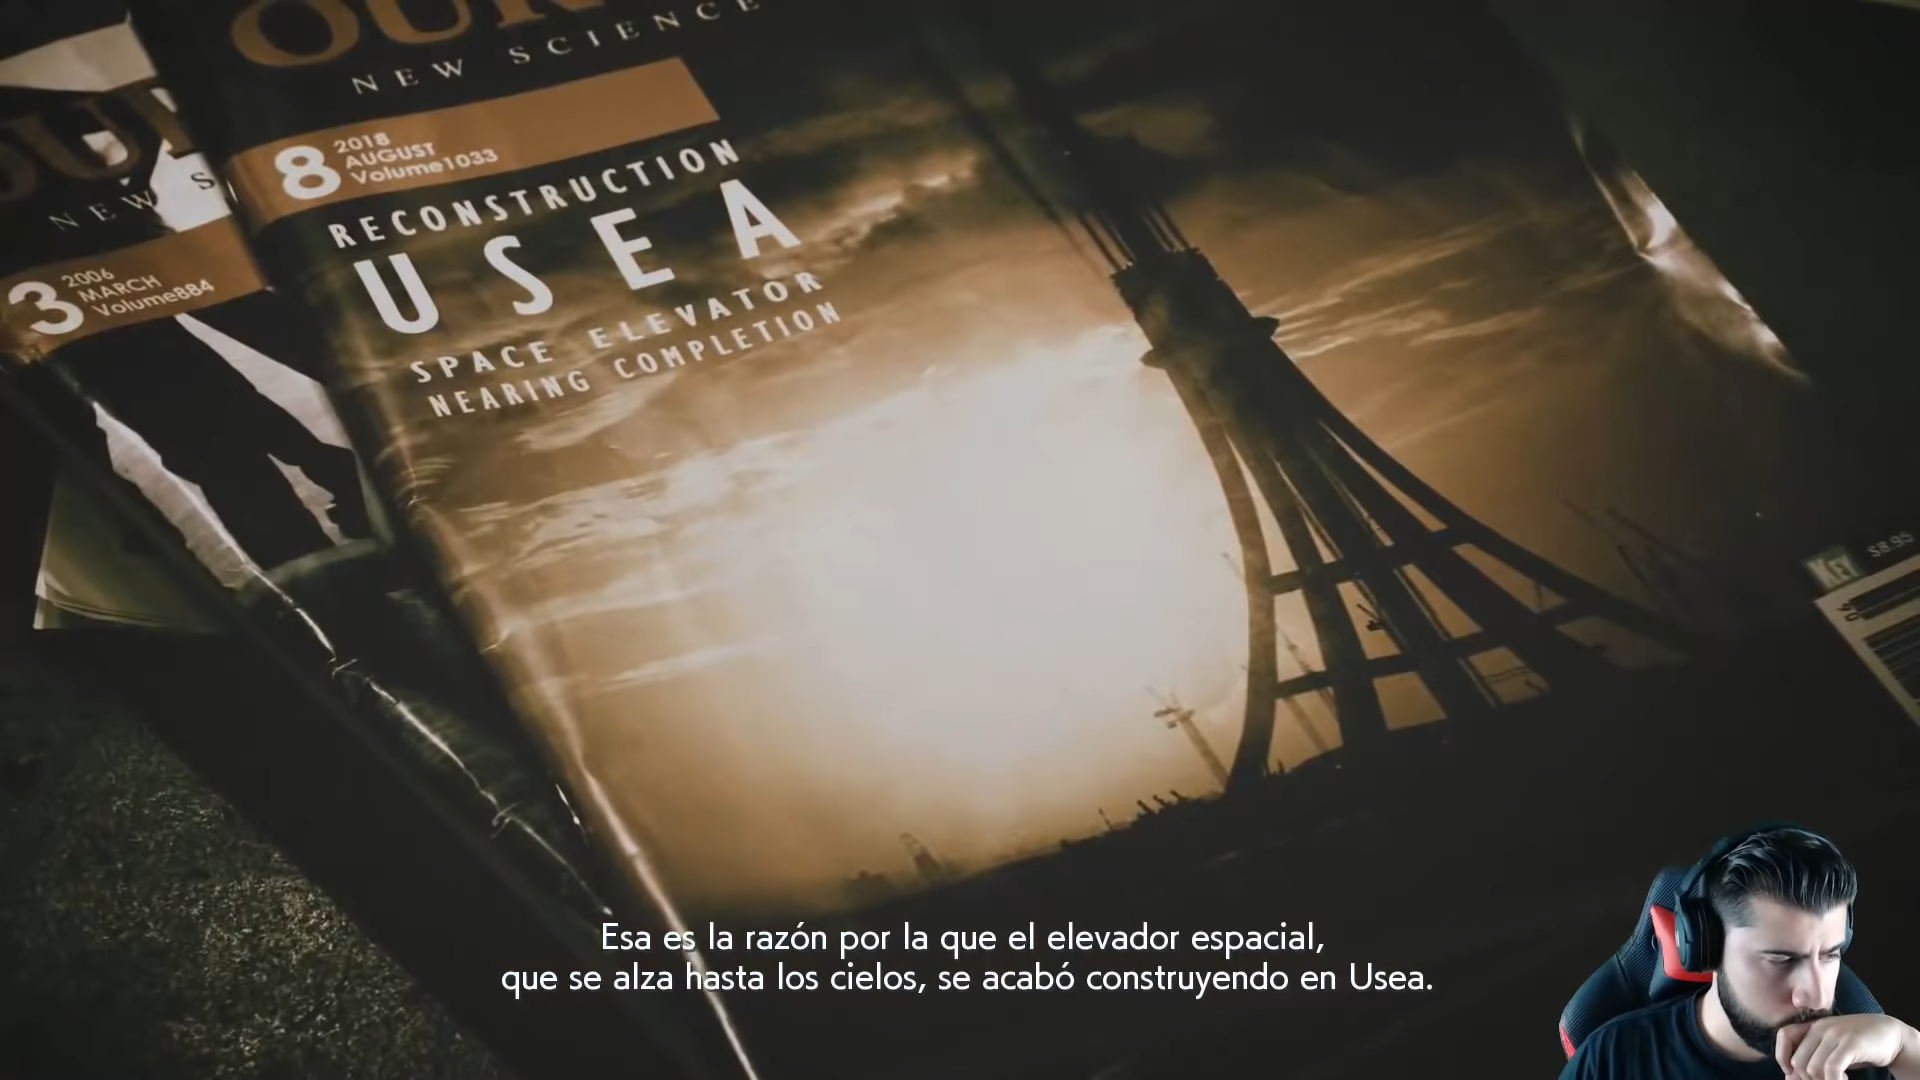 NEW SCIENCE
8
2018
AUGUST
Volume1033
RECONSTRUCTION
USEA
SPACE ELEVATOR
NEARING COMPLETION
NEW S
3
2006
MARCH
Volume884
KEY
$8.95
Esa es la razón por la que el elevador espacial,
que se alza hasta los cielos, se acabó construyendo en Usea.